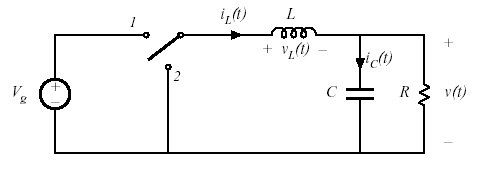 1
i_L(t)
L
+ v_L(t) –
+
2
i_C(t)
V_g
+
–
C
R
v(t)
–